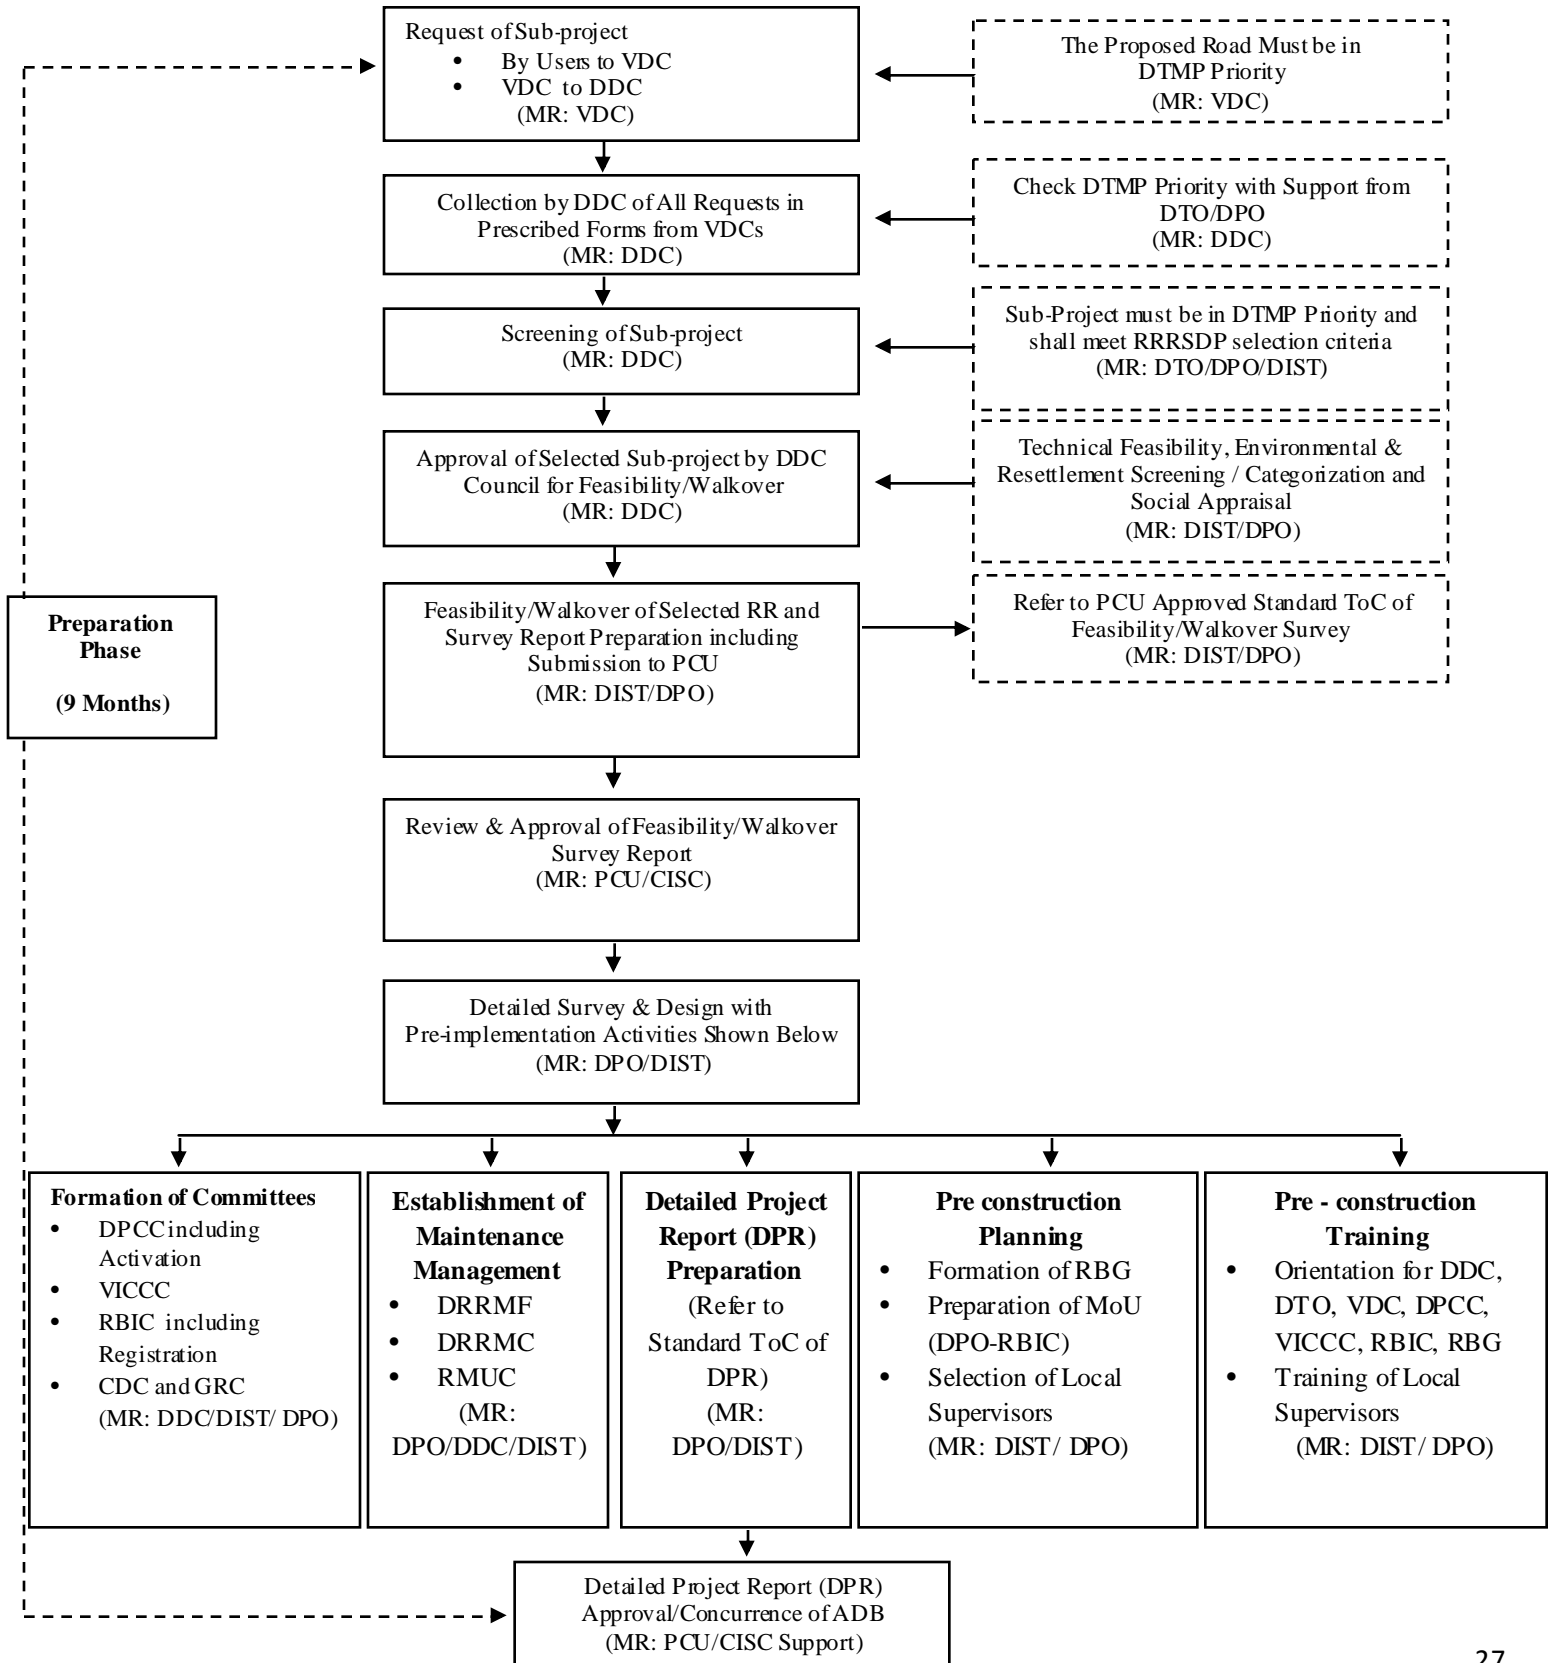 Request of Sub-project
• By Users to VDC
• VDC to DDC
(MR: VDC)
The Proposed Road Must be in
DTMP Priority
(MR: VDC)
Collection by DDC of All Requests in
Prescribed Forms from VDCs
(MR: DDC)
Check DTMP Priority with Support from
DTO/DPO
(MR: DDC)
Screening of Sub-project
(MR: DDC)
Sub-Project must be in DTMP Priority and
shall meet RRRSDP selection criteria
(MR: DTO/DPO/DIST)
Approval of Selected Sub-project by DDC
Council for Feasibility/Walkover
(MR: DDC)
Technical Feasibility, Environmental &
Resettlement Screening / Categorization and
Social Appraisal
(MR: DIST/DPO)
Preparation
Phase
(9 Months)
Feasibility/Walkover of Selected RR and
Survey Report Preparation including
Submission to PCU
(MR: DIST/DPO)
Refer to PCU Approved Standard ToC of
Feasibility/Walkover Survey
(MR: DIST/DPO)
Review & Approval of Feasibility/Walkover
Survey Report
(MR: PCU/CISC)
Detailed Survey & Design with
Pre-implementation Activities Shown Below
(MR: DPO/DIST)
Formation of Committees
• DPCC including
Activation
• VICCC
• RBIC including
Registration
• CDC and GRC
(MR: DDC/DIST/ DPO)
Establishment of
Maintenance
Management
• DRRMF
• DRRMC
• RMUC
(MR:
DPO/DDC/DIST)
Detailed Project
Report (DPR)
Preparation
(Refer to
Standard ToC of
DPR)
(MR:
DPO/DIST)
Pre construction
Planning
• Formation of RBG
• Preparation of MoU
(DPO-RBIC)
• Selection of Local
Supervisors
(MR: DIST/ DPO)
Pre - construction
Training
• Orientation for DDC,
DTO, VDC, DPCC,
VICCC, RBIC, RBG
• Training of Local
Supervisors
(MR: DIST/ DPO)
Detailed Project Report (DPR)
Approval/Concurrence of ADB
(MR: PCU/CISC Support)
27